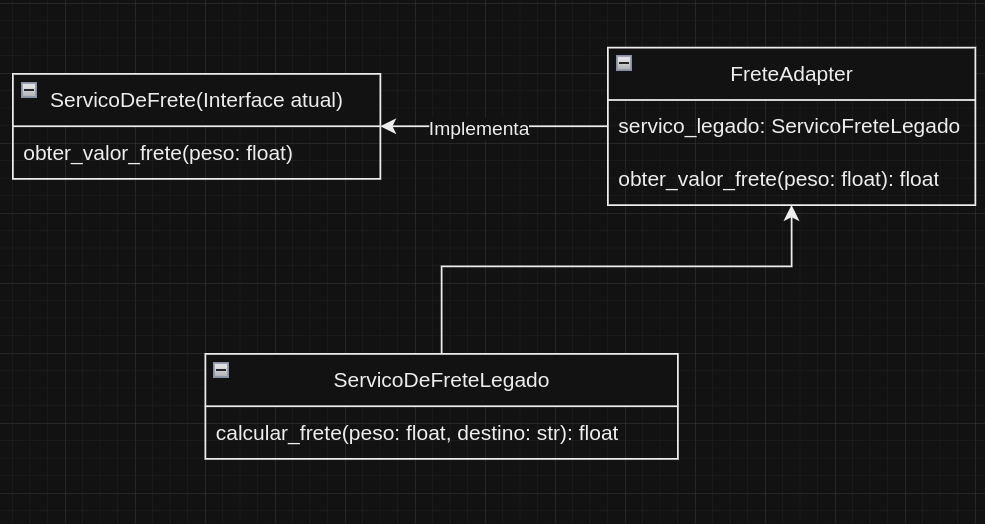 ServicoDeFrete(Interface atual)
obter_valor_frete(peso: float)
Implementa
FreteAdapter
servico_legado: ServicoFreteLegado
obter_valor_frete(peso: float): float
ServicoDeFreteLegado
calcular_frete(peso: float, destino: str): float